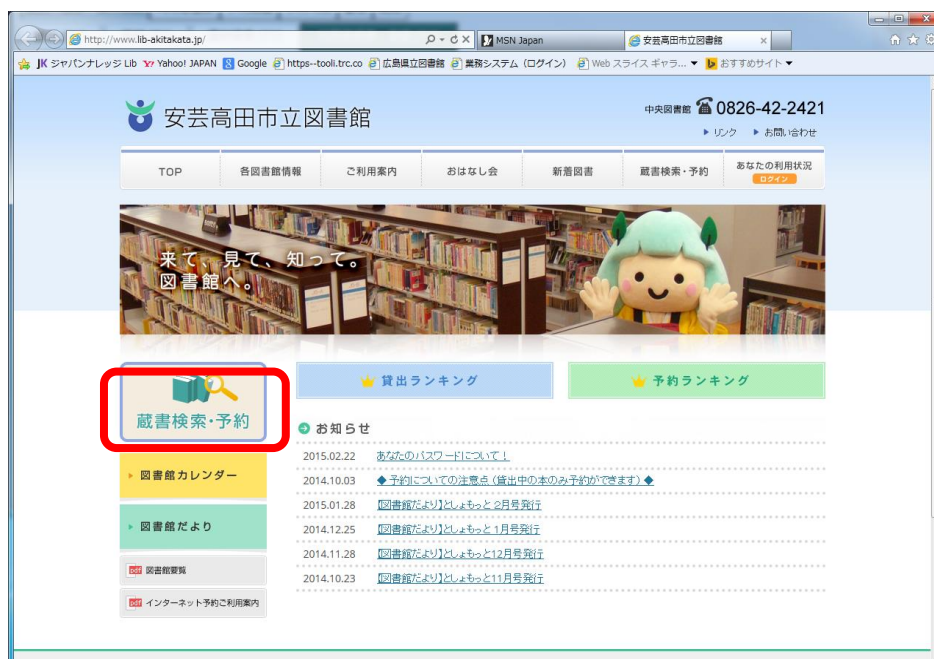 http://www.lib-akitakata.jp/
MSN Japan
安芸高田市立図書館
JK ジャパンナレッジ Lib Yahoo! JAPAN Google https--tooli.trc.co 広島県立図書館 業務システム (ログイン) Web スライス ギャラ... おすすめサイト
安芸高田市立図書館
中央図書館 0826-42-2421
リンク お問い合わせ
TOP 各図書館情報 ご利用案内 おはなし会 新着図書 蔵書検索・予約 あなたの利用状況
ログイン
来て、見て、知って。
図書館へ。
蔵書検索・予約
貸出ランキング 予約ランキング
お知らせ
2015.02.22 あなたのパスワードについて!
2014.10.03 ◆予約についての注意点(貸出中の本のみ予約ができます)◆
2015.01.28 【図書館だより】としょもっと 2月号発行
2014.12.25 【図書館だより】としょもっと 1月号発行
2014.11.28 【図書館だより】としょもっと12月号発行
2014.10.23 【図書館だより】としょもっと11月号発行
図書館カレンダー
図書館だより
PDF 図書館要覧
PDF インターネット予約ご利用案内